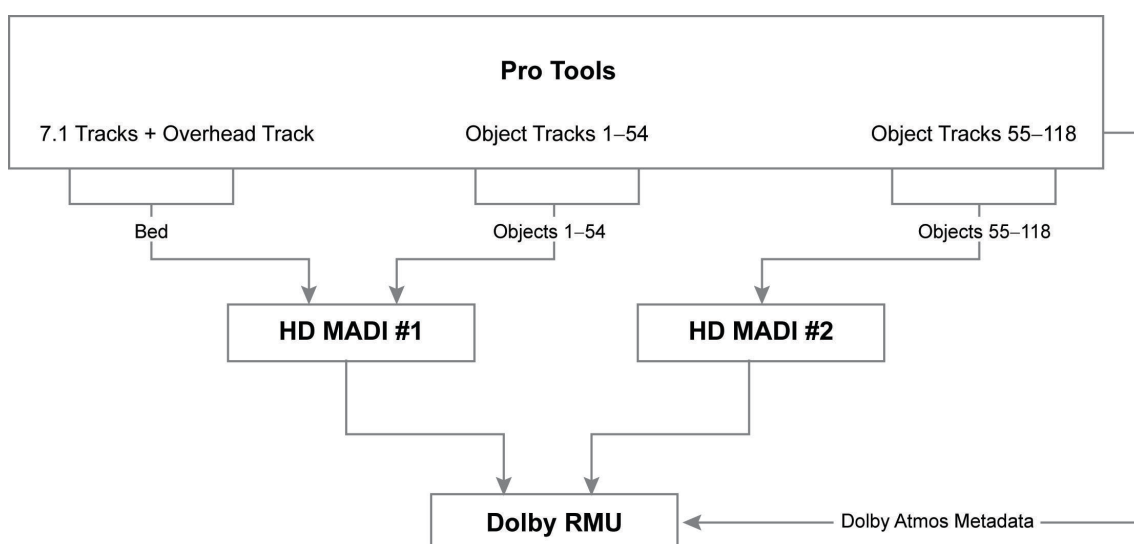 Pro Tools
7.1 Tracks + Overhead Track
Object Tracks 1–54
Object Tracks 55–118
Bed
Objects 1–54
Objects 55–118
HD MADI #1
HD MADI #2
Dolby RMU
Dolby Atmos Metadata